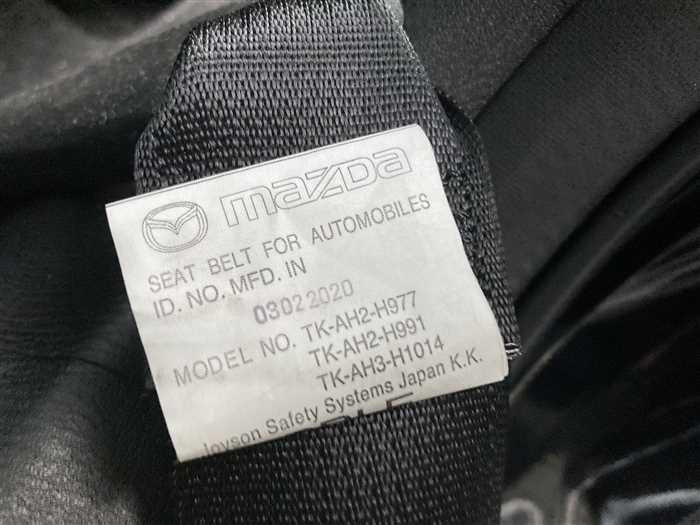 mazda
SEAT BELT FOR AUTOMOBILES
ID. NO. MFD. IN
03022020
MODEL NO. TK-AH2-H977
TK-AH2-H991
TK-AH3-H1014
Joyson Safety Systems Japan K.K.